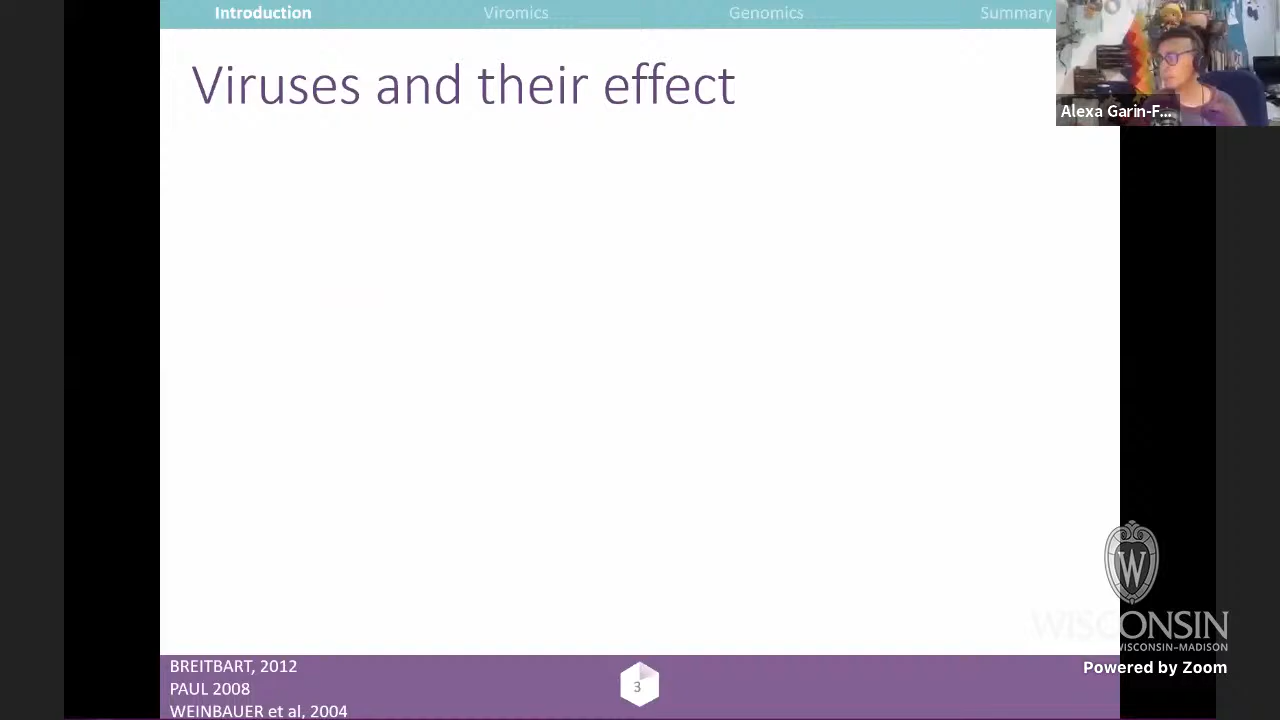 Introduction
Viromics
Genomics
Summary
Viruses and their effect
Alexa Garin-F...
W
WISCONSIN
WISCONSIN-MADISON
Powered by Zoom
BREITBART, 2012
PAUL 2008
WEINBAUER et al, 2004
3